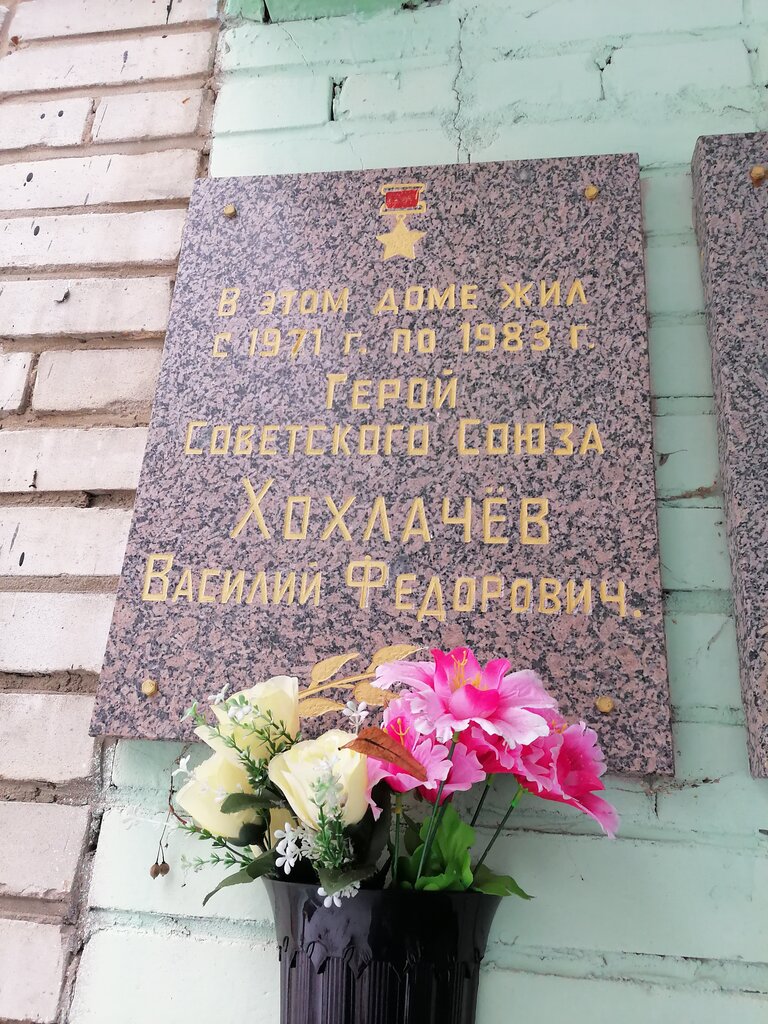 В этом доме жил
с 1971 г. по 1983 г.
Герой
Советского Союза
Хохлачёв
Василий Федорович.